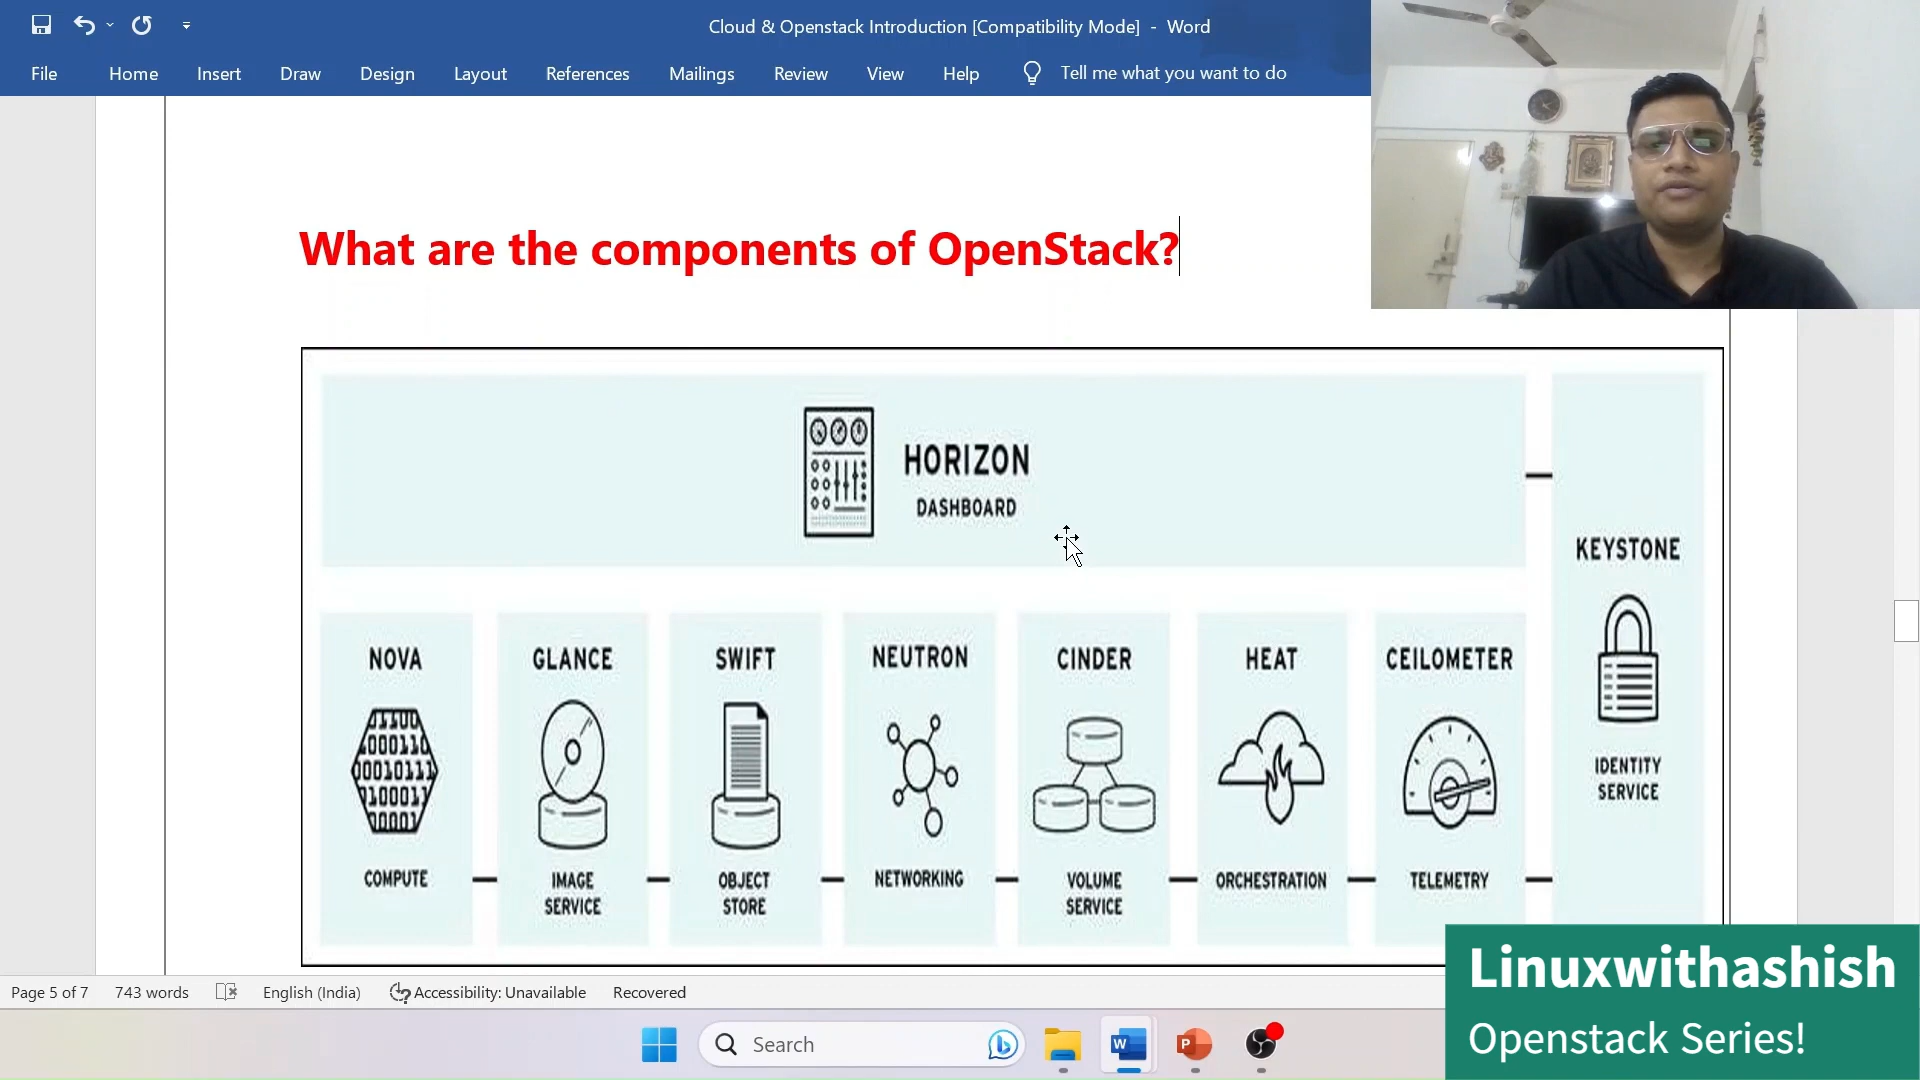 Cloud & Openstack Introduction [Compatibility Mode] - Word
File Home Insert Draw Design Layout References Mailings Review View Help Tell me what you want to do
What are the components of OpenStack?
HORIZON
DASHBOARD
KEYSTONE
IDENTITY
SERVICE
NOVA
COMPUTE
GLANCE
IMAGE
SERVICE
SWIFT
OBJECT
STORE
NEUTRON
NETWORKING
CINDER
VOLUME
SERVICE
HEAT
ORCHESTRATION
CEILOMETER
TELEMETRY
Page 5 of 7 743 words English (India) Accessibility: Unavailable Recovered
Search
Linuxwithashish
Openstack Series!